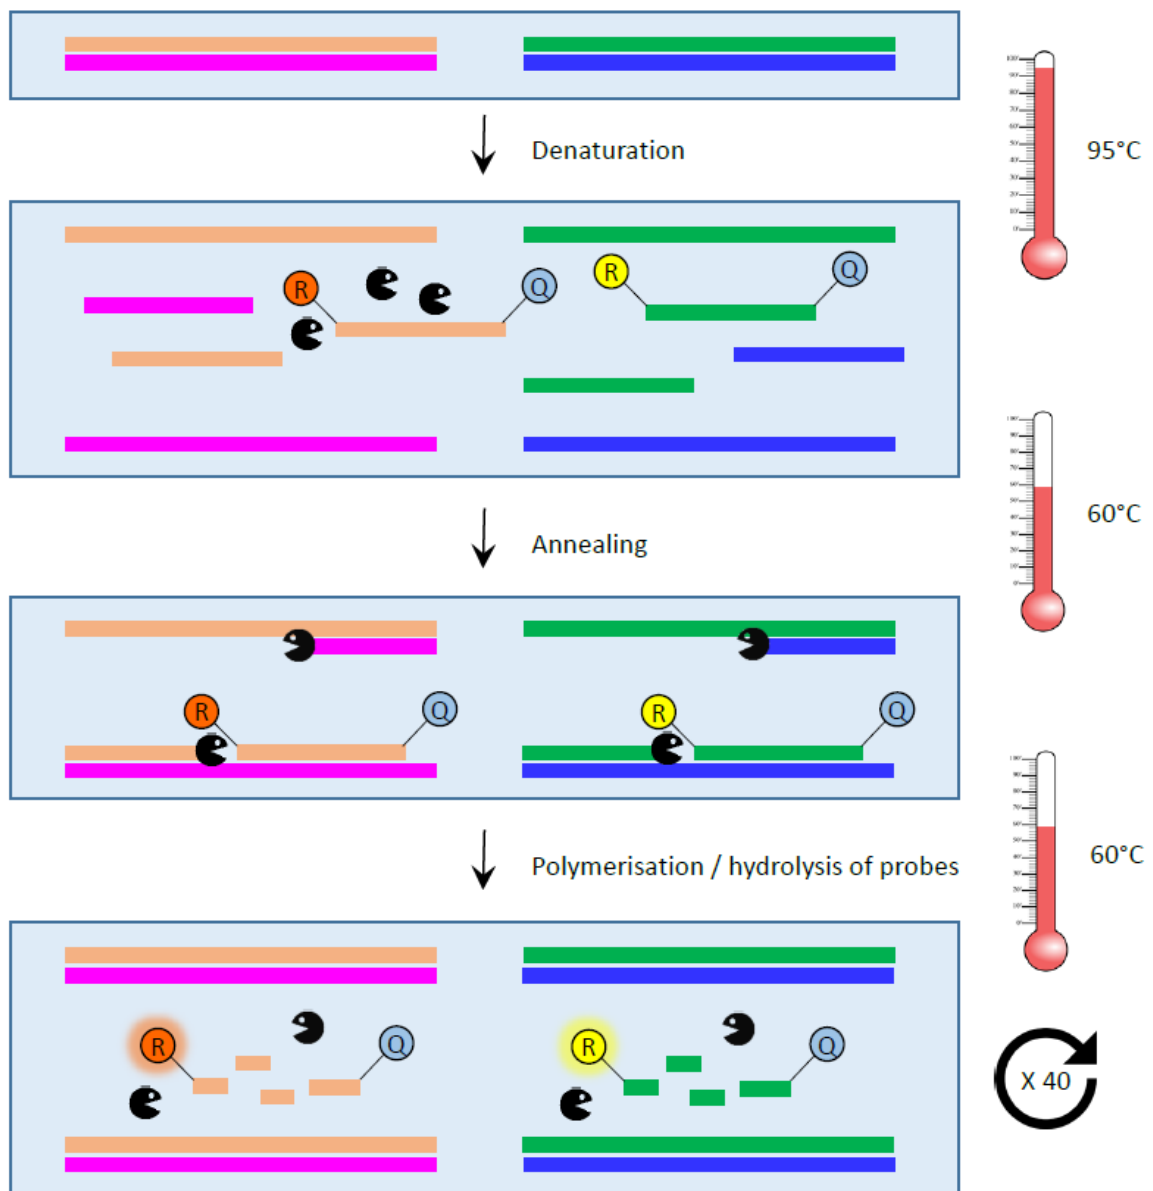 Denaturation
95°C
R
Q
R
Q
60°C
Annealing
R
Q
R
Q
Polymerisation / hydrolysis of probes
60°C
R
Q
R
Q
X 40